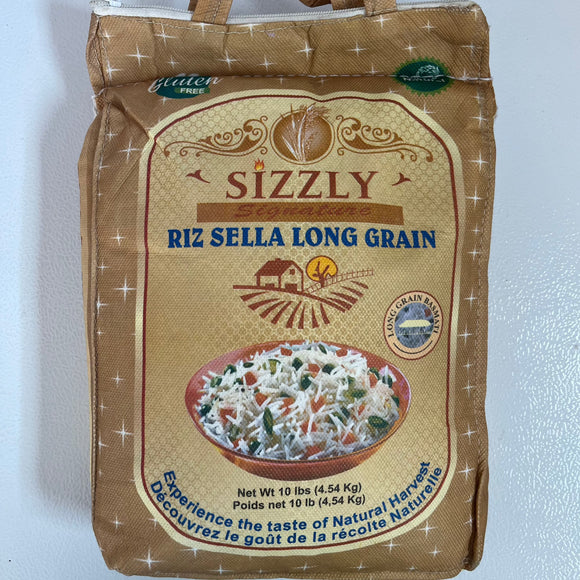 Gluten
FREE
SIZZLY
Signature
RIZ SELLA LONG GRAIN
LONG GRAIN BASMATI
Net Wt 10 lbs (4.54 Kg)
Poids net 10 lb (4,54 Kg)
Experience the taste of Natural Harvest
Découvrez le goût de la récolte Naturelle